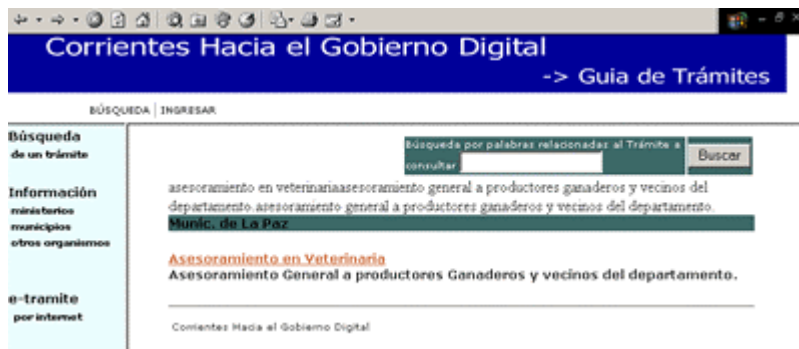 Corrientes Hacia el Gobierno Digital
-> Guia de Trámites
BÚSQUEDA | INGRESAR
Búsqueda
de un trámite
Información
ministerios
municipios
otros organismos
e-tramite
por internet
Búsqueda por palabras relacionadas al Trámite a
consultar
Buscar
asesoramiento en veterinariaasesoramiento general a productores ganaderos y vecinos del
departamento.asesoramiento general a productores ganaderos y vecinos del departamento.
Munic. de La Paz
Asesoramiento en Veterinaria
Asesoramiento General a productores Ganaderos y vecinos del departamento.
Corrientes Hacia el Gobierno Digital